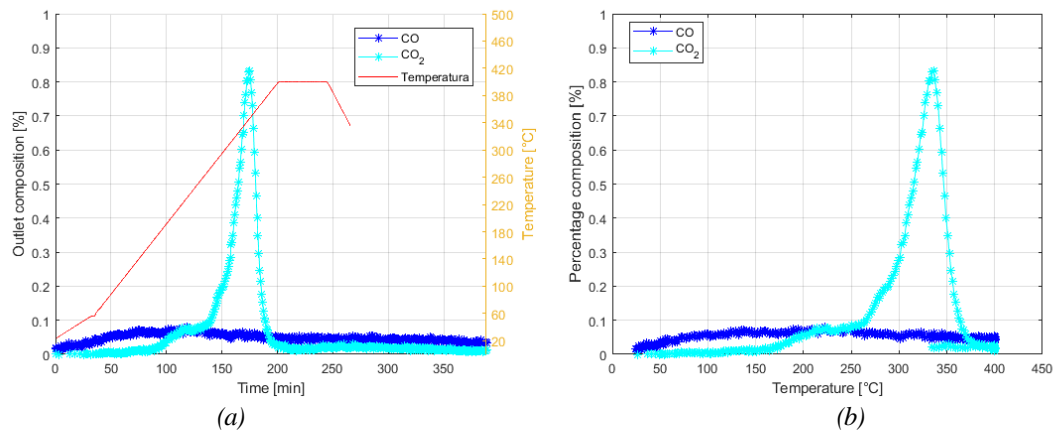 1
0.9
0.8
0.7
0.6
0.5
0.4
0.3
0.2
0.1
0
Outlet composition [%]
0 50 100 150 200 250 300 350
Time [min]
500
460
420
380
340
300
260
220
180
140
100
60
20
Temperature [°C]
CO
CO2
Temperatura
(a)
1
0.9
0.8
0.7
0.6
0.5
0.4
0.3
0.2
0.1
0
Percentage composition [%]
0 50 100 150 200 250 300 350 400 450
Temperature [°C]
CO
CO2
(b)